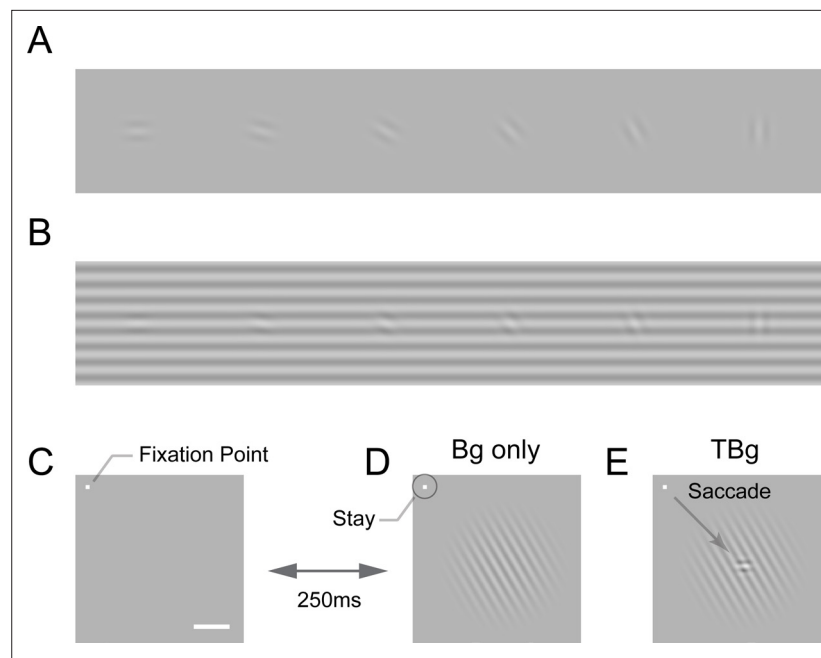 A
B
C
Fixation Point
D
Bg only
Stay
250ms
E
TBg
Saccade